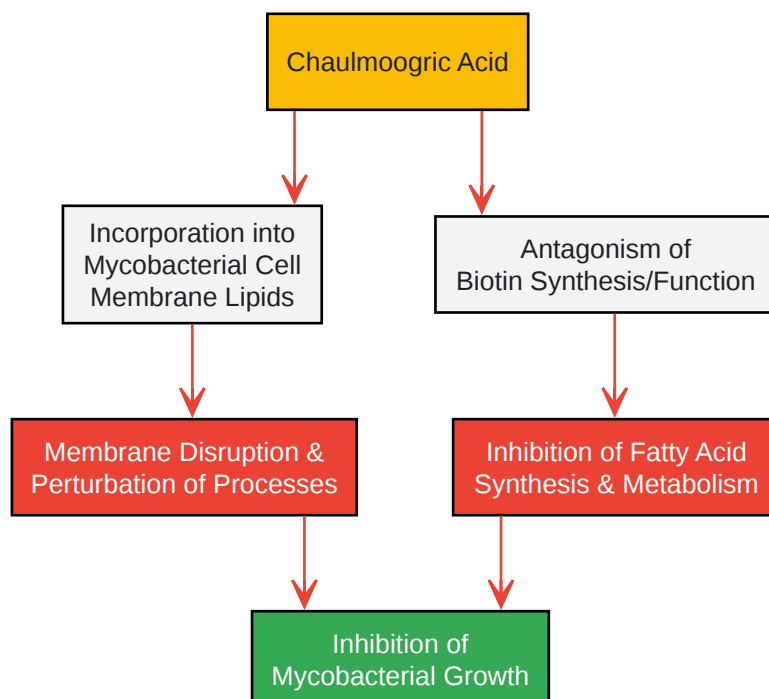 Chaulmoogric Acid
Incorporation into
Mycobacterial Cell
Membrane Lipids
Antagonism of
Biotin Synthesis/Function
Membrane Disruption &
Perturbation of Processes
Inhibition of Fatty Acid
Synthesis & Metabolism
Inhibition of
Mycobacterial Growth